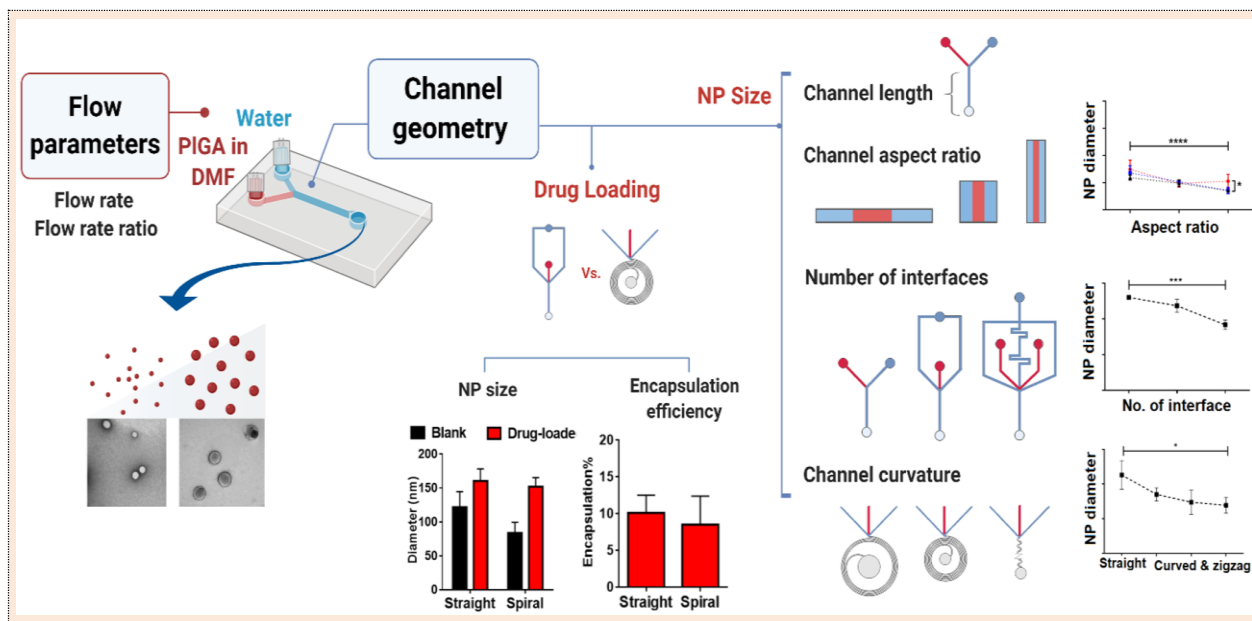 Flow
parameters
Flow rate
Flow rate ratio
Water
PlGA in
DMF
Channel
geometry
Drug Loading
Vs.
NP size
Encapsulation
efficiency
Blank
Drug-loade
Diameter (nm)
200
150
100
50
0
Straight
Spiral
Encapsulation%
20
15
10
5
0
Straight
Spiral
NP Size
Channel length
Channel aspect ratio
Number of interfaces
Channel curvature
NP diameter
****
*
Aspect ratio
NP diameter
***
No. of interface
NP diameter
*
Straight
Curved & zigzag